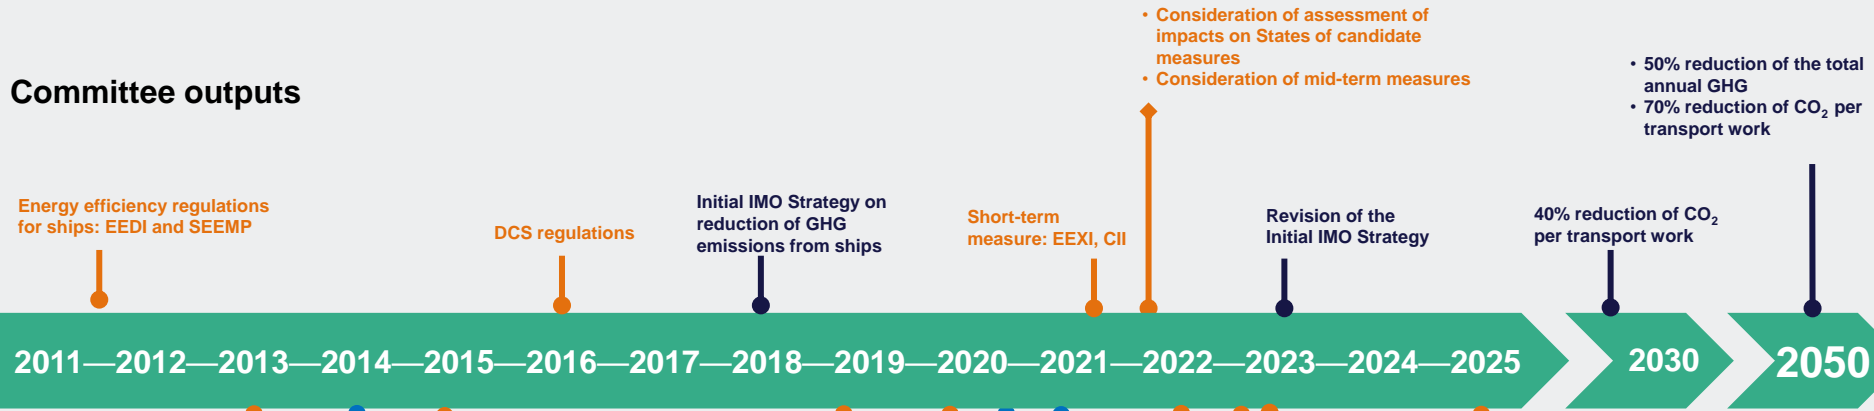 • Consideration of assessment of
impacts on States of candidate
measures
• Consideration of mid-term measures
• 50% reduction of the total
annual GHG
• 70% reduction of CO₂ per
transport work
Committee outputs
Energy efficiency regulations
for ships: EEDI and SEEMP
DCS regulations
Initial IMO Strategy on
reduction of GHG
emissions from ships
Short-term
measure: EEXI, CII
Revision of the
Initial IMO Strategy
40% reduction of CO₂
per transport work
2011—2012—2013—2014—2015—2016—2017—2018—2019—2020—2021—2022—2023—2024—2025
2030
2050